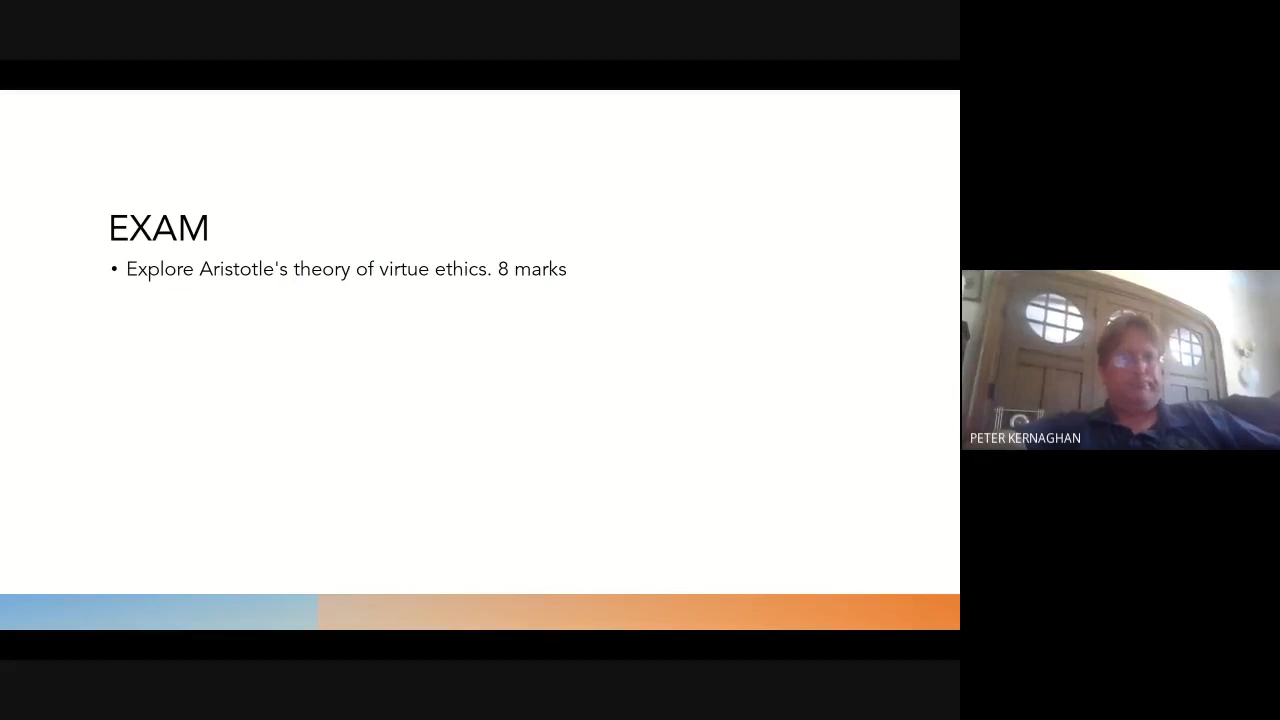 EXAM
• Explore Aristotle's theory of virtue ethics. 8 marks
PETER KERNAGHAN